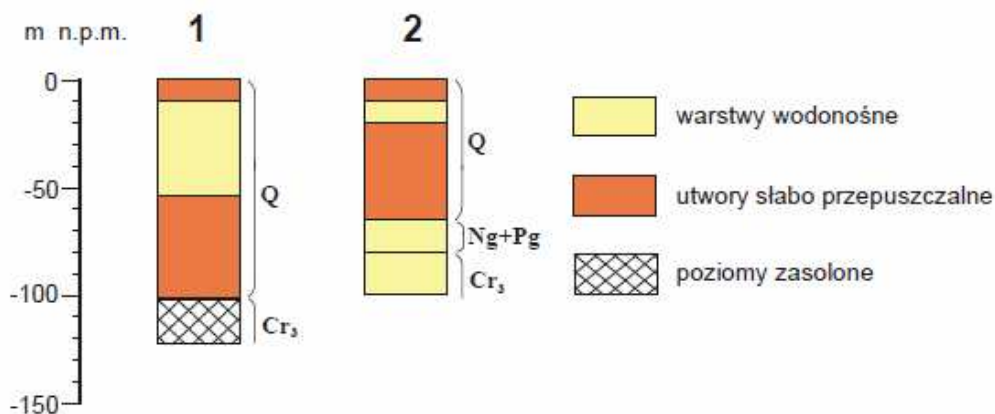 m n.p.m.
1
2
0
-50
-100
-150
Q
Cr₃
Q
Ng+Pg
Cr₃
warstwy wodonośne
utwory słabo przepuszczalne
poziomy zasolone